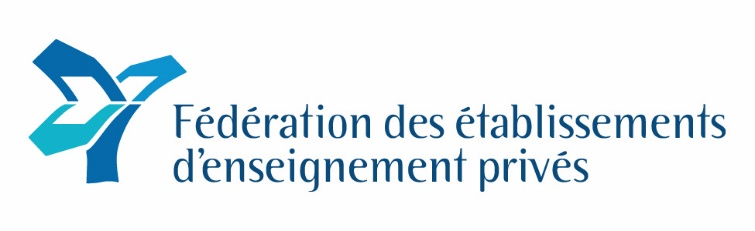 Fédération des établissements
d'enseignement privés